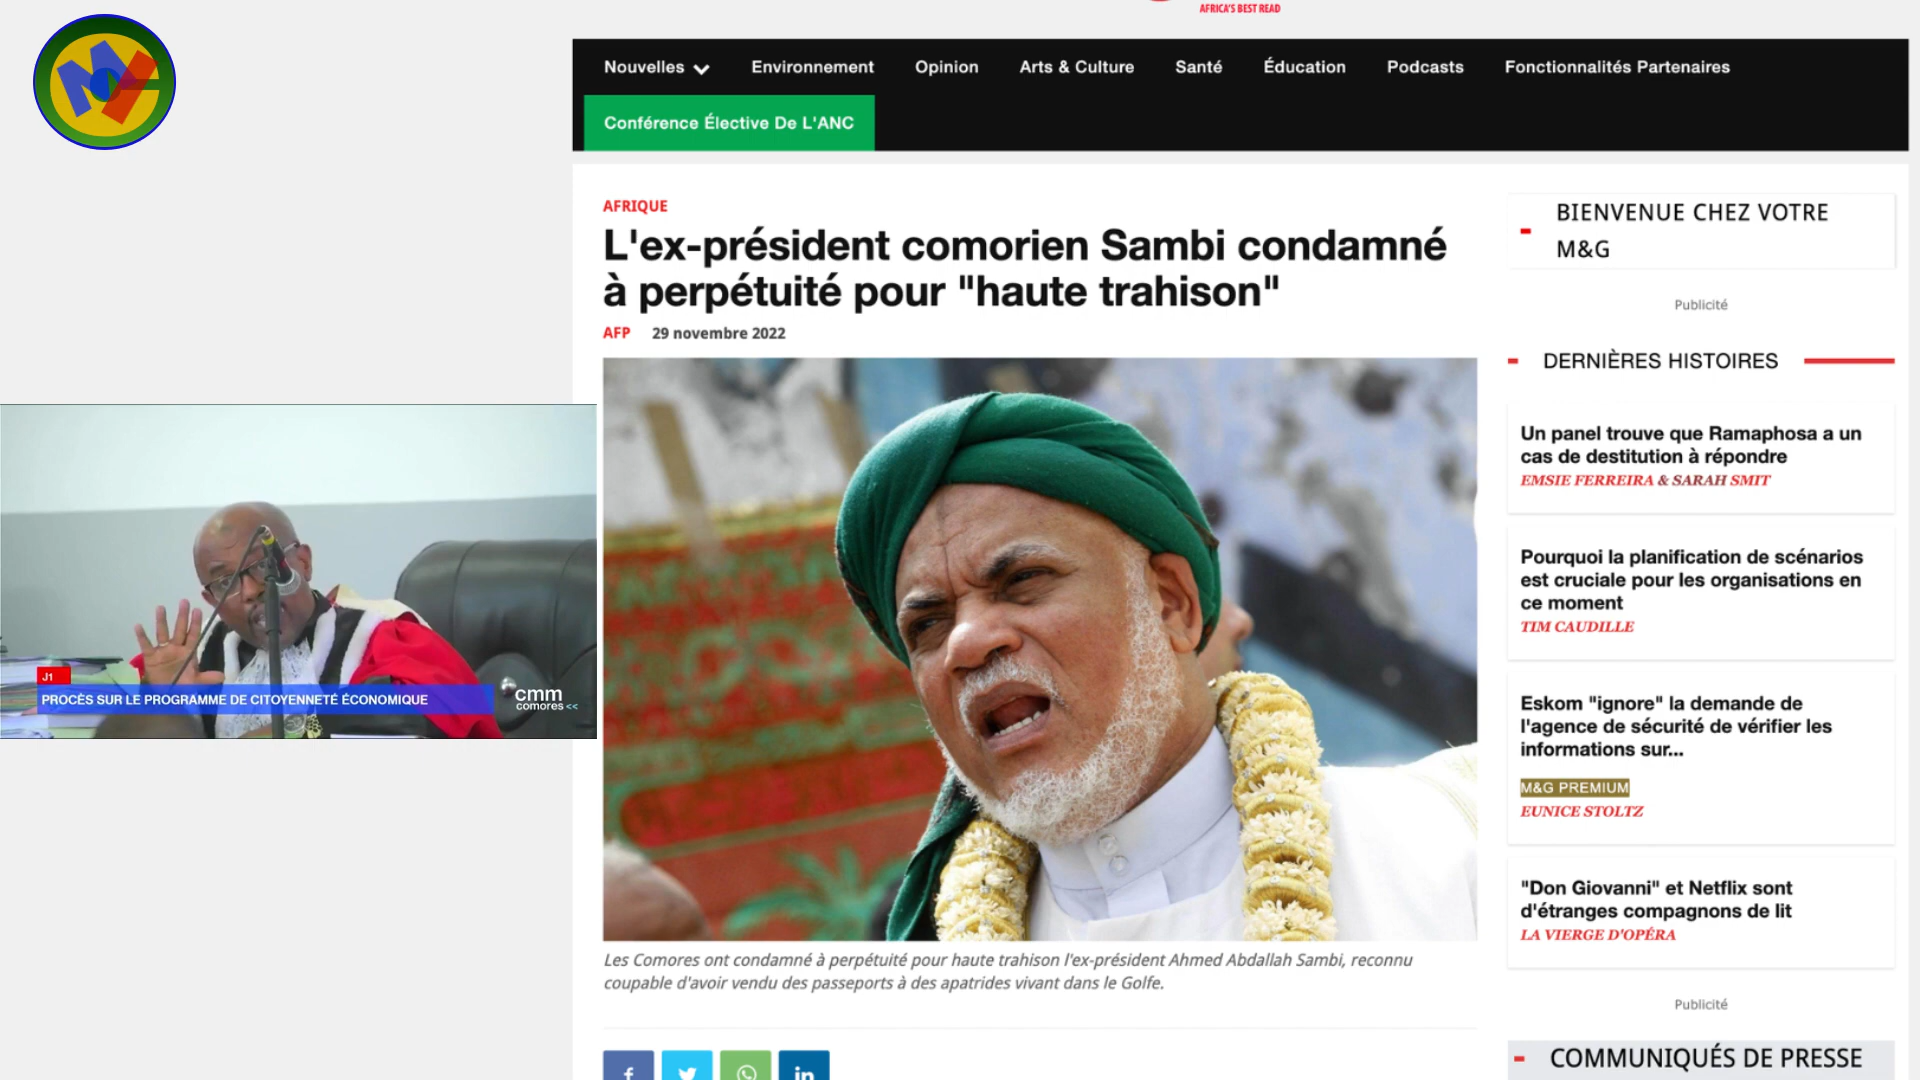 AFRICA'S BEST READ
Nouvelles
Environnement
Opinion
Arts & Culture
Santé
Éducation
Podcasts
Fonctionnalités Partenaires
Conférence Élective De L'ANC
AFRIQUE
L'ex-président comorien Sambi condamné
à perpétuité pour "haute trahison"
AFP 29 novembre 2022
Les Comores ont condamné à perpétuité pour haute trahison l'ex-président Ahmed Abdallah Sambi, reconnu
coupable d'avoir vendu des passeports à des apatrides vivant dans le Golfe.
J1
PROCÈS SUR LE PROGRAMME DE CITOYENNETÉ ÉCONOMIQUE
cmm
comores <<
BIENVENUE CHEZ VOTRE
M&G
Publicité
DERNIÈRES HISTOIRES
Un panel trouve que Ramaphosa a un
cas de destitution à répondre
EMSIE FERREIRA & SARAH SMIT
Pourquoi la planification de scénarios
est cruciale pour les organisations en
ce moment
TIM CAUDILLE
Eskom "ignore" la demande de
l'agence de sécurité de vérifier les
informations sur...
M&G PREMIUM
EUNICE STOLTZ
"Don Giovanni" et Netflix sont
d'étranges compagnons de lit
LA VIERGE D'OPÉRA
Publicité
COMMUNIQUÉS DE PRESSE